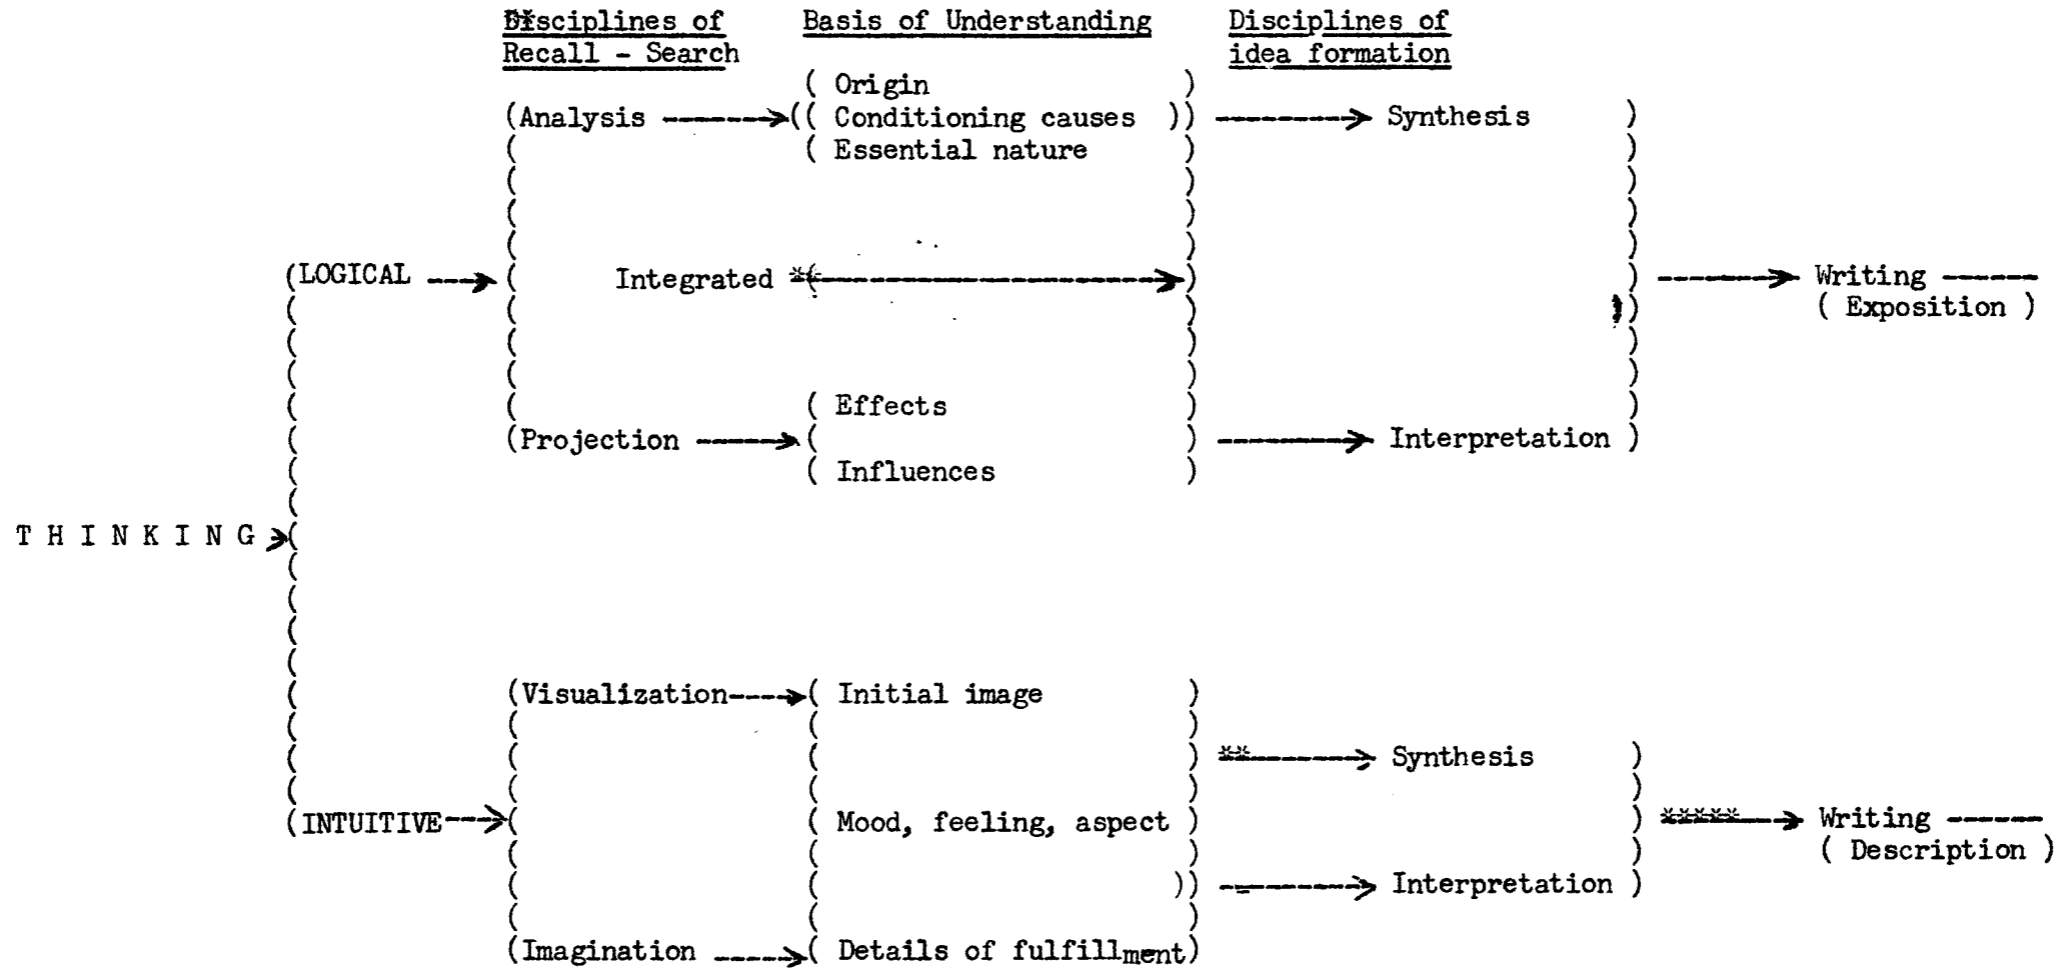 Disciplines of    Basis of Understanding    Disciplines of
Recall - Search    idea formation
( Origin )
(Analysis ------> (( Conditioning causes )) ------> Synthesis )
( Essential nature )
(LOGICAL ----> Integrated **( ------> ) ------> Writing ------
( Exposition )
( Effects )
(Projection ------> ( ) ------> Interpretation )
( Influences )
T H I N K I N G >(
(Visualization----> ( Initial image )
** ------> Synthesis )
(INTUITIVE ----> ( Mood, feeling, aspect ) ***** ------> Writing ------
( Description )
)) ------> Interpretation )
(Imagination -----> ( Details of fulfillment)